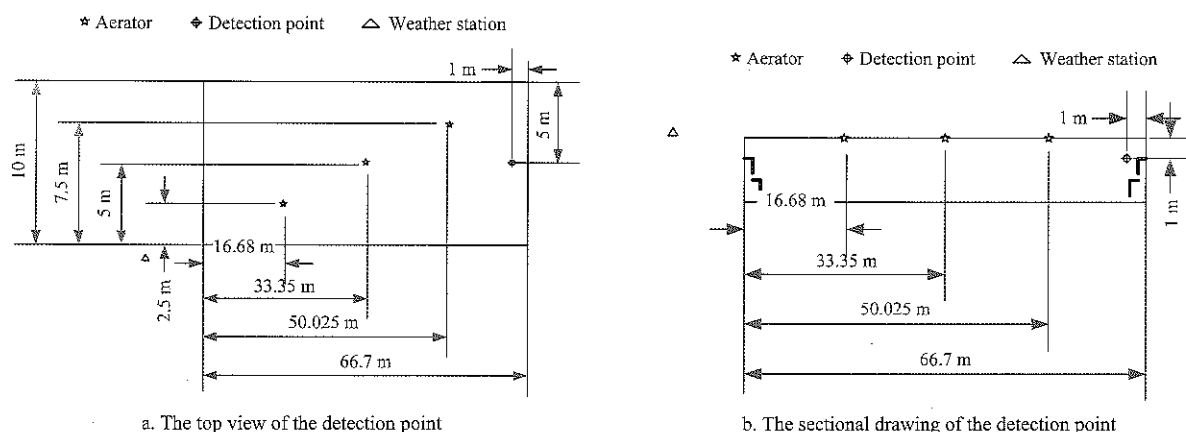 Aerator Detection point Weather station
1 m
10 m
7.5 m
5 m
5 m
16.68 m
2.5 m
33.35 m
50.025 m
66.7 m
a. The top view of the detection point
Aerator Detection point Weather station
1 m
16.68 m
1 m
33.35 m
50.025 m
66.7 m
b. The sectional drawing of the detection point